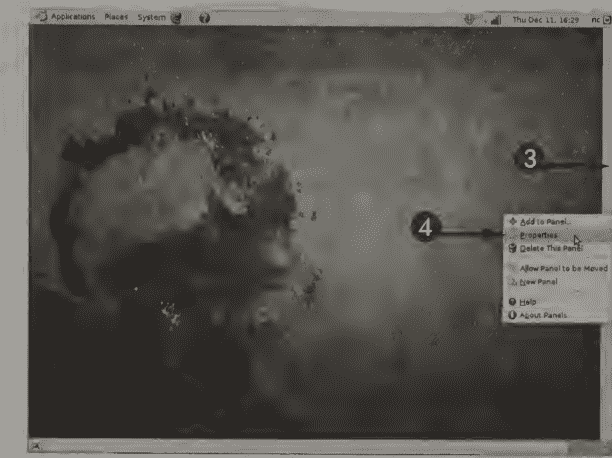 Applications Places System
Thu Dec 11, 16:29
3
4
Add to Panel...
Properties
Delete This Panel
Allow Panel to be Moved
New Panel
Help
About Panels